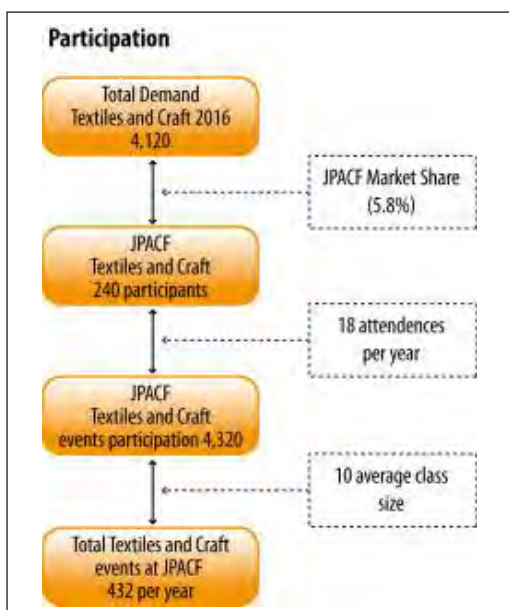 Participation
Total Demand
Textiles and Craft 2016
4,120
JPACF Market Share
(5.8%)
JPACF
Textiles and Craft
240 participants
18 attendences
per year
JPACF
Textiles and Craft
events participation 4,320
10 average class
size
Total Textiles and Craft
events at JPACF
432 per year